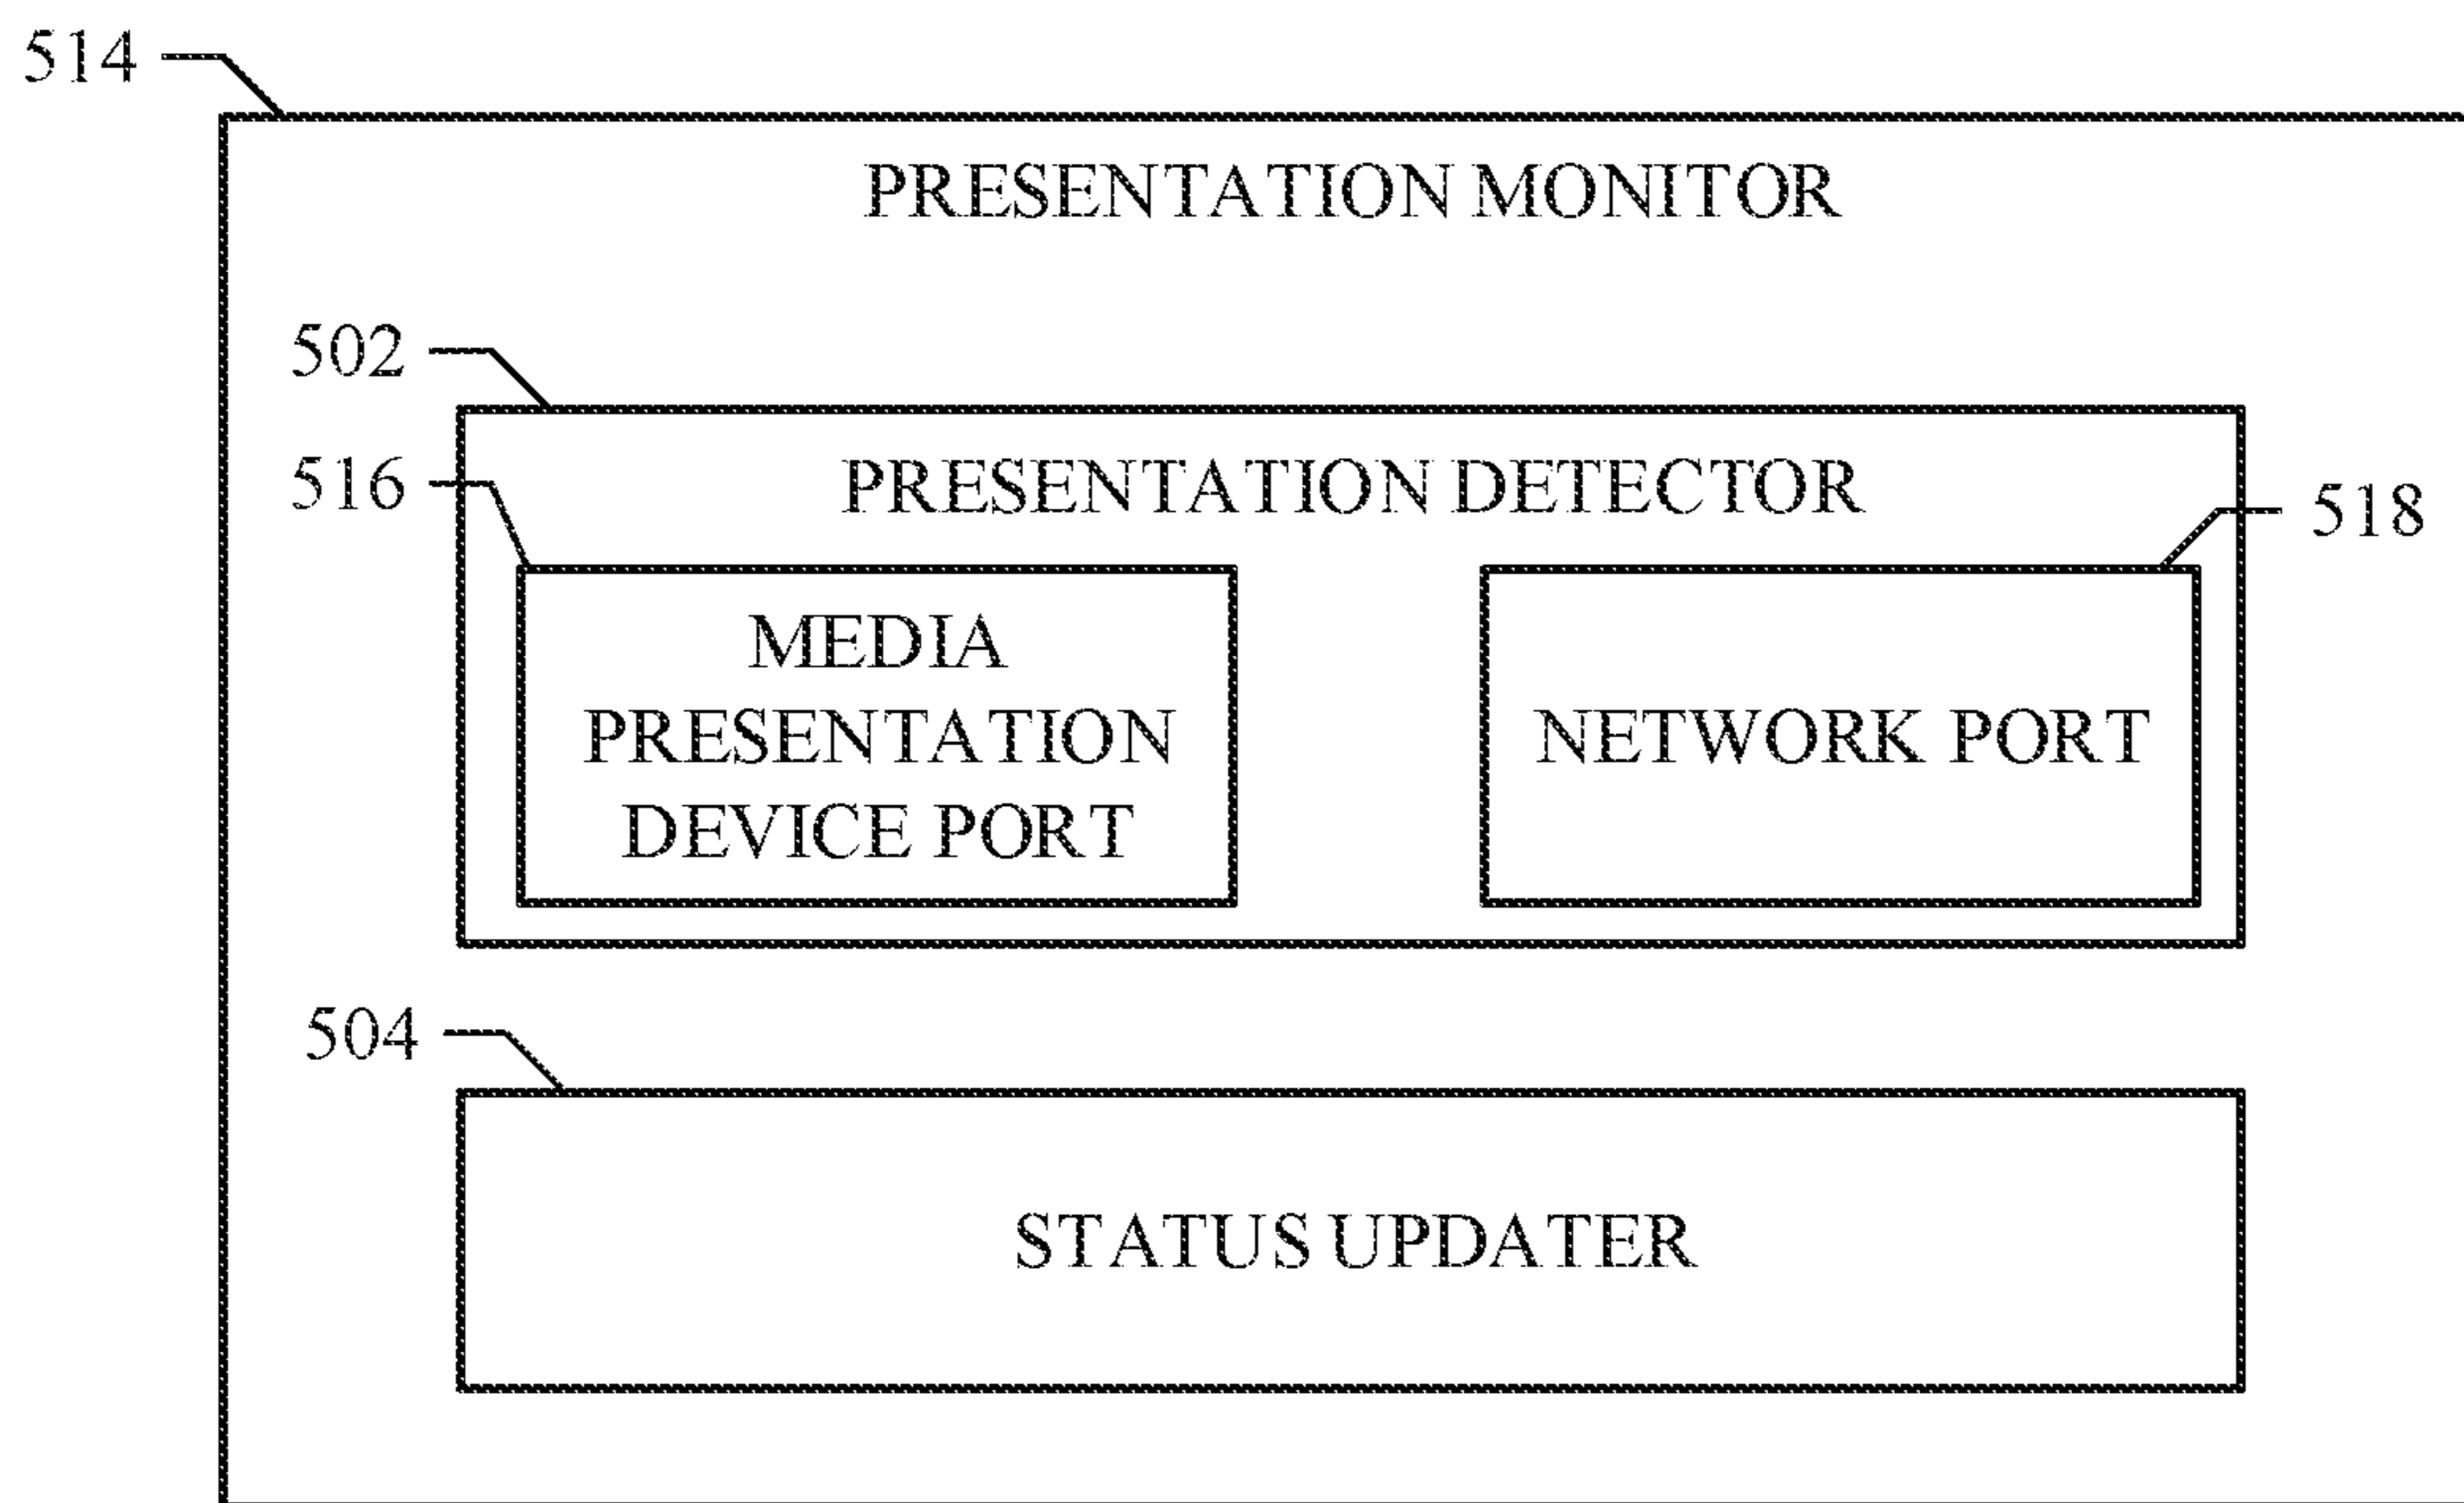 514
PRESENTATION MONITOR
502
PRESENTATION DETECTOR
516
518
MEDIA
PRESENTATION
DEVICE PORT
NETWORK PORT
504
STATUS UPDATER